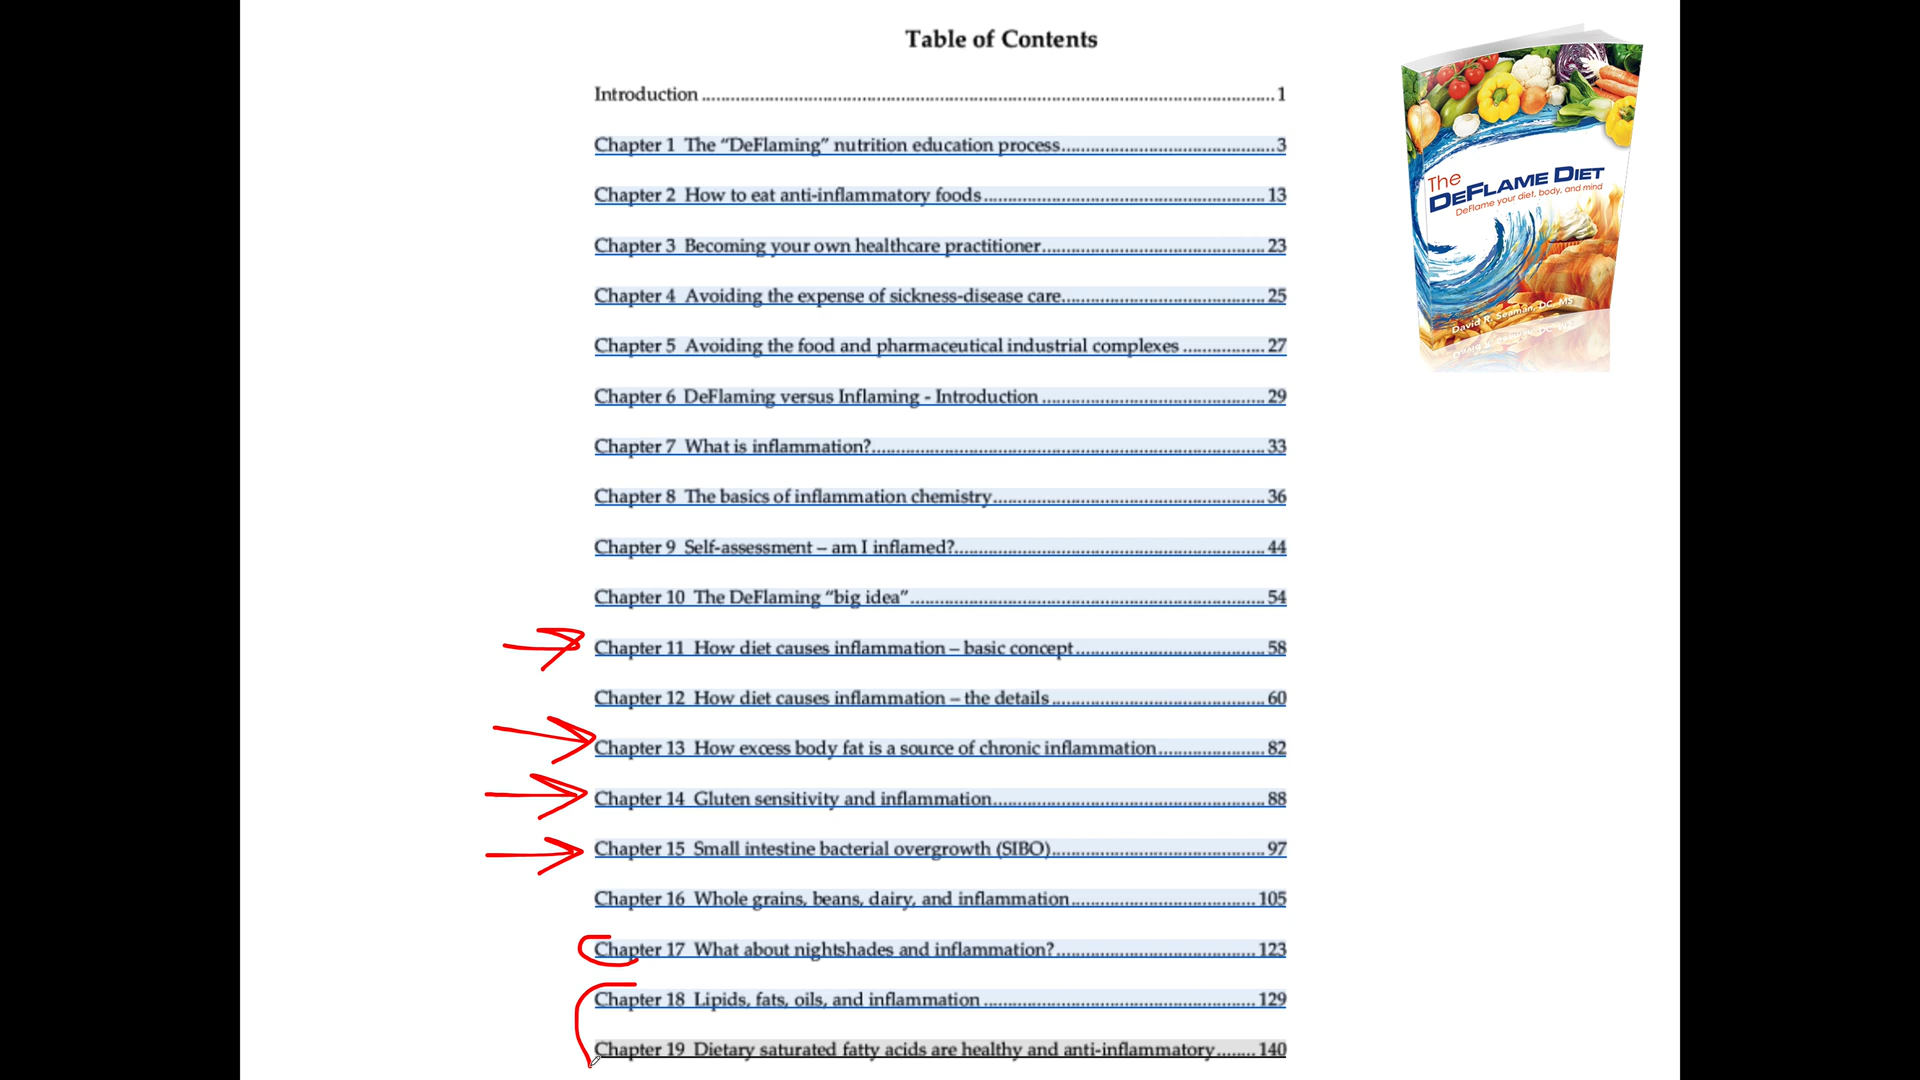 Table of Contents
Introduction ........ 1
Chapter 1 The “DeFlaming” nutrition education process ........ 3
Chapter 2 How to eat anti-inflammatory foods ........ 13
Chapter 3 Becoming your own healthcare practitioner ........ 23
Chapter 4 Avoiding the expense of sickness-disease care ........ 25
Chapter 5 Avoiding the food and pharmaceutical industrial complexes ........ 27
Chapter 6 DeFlaming versus Inflaming - Introduction ........ 29
Chapter 7 What is inflammation? ........ 33
Chapter 8 The basics of inflammation chemistry ........ 36
Chapter 9 Self-assessment – am I inflamed? ........ 44
Chapter 10 The DeFlaming “big idea” ........ 54
Chapter 11 How diet causes inflammation – basic concept ........ 58
Chapter 12 How diet causes inflammation – the details ........ 60
Chapter 13 How excess body fat is a source of chronic inflammation ........ 82
Chapter 14 Gluten sensitivity and inflammation ........ 88
Chapter 15 Small intestine bacterial overgrowth (SIBO) ........ 97
Chapter 16 Whole grains, beans, dairy, and inflammation ........ 105
Chapter 17 What about nightshades and inflammation? ........ 123
Chapter 18 Lipids, fats, oils, and inflammation ........ 129
Chapter 19 Dietary saturated fatty acids are healthy and anti-inflammatory ........ 140
The
DEFLAME DIET
DeFlame your diet, body, and mind
David R. Seaman, DC, MS